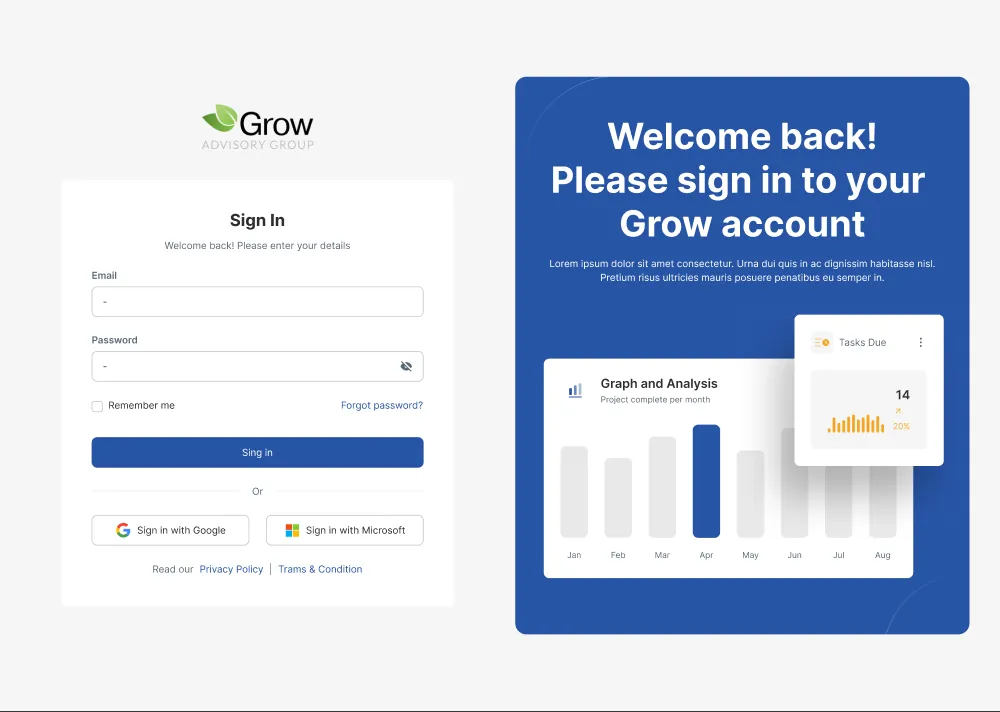 Grow
ADVISORY GROUP
Sign In
Welcome back! Please enter your details
Email
-
Password
-
Remember me
Forgot password?
Sing in
Or
Sign in with Google
Sign in with Microsoft
Read our Privacy Policy | Trams & Condition
Welcome back!
Please sign in to your
Grow account
Lorem ipsum dolor sit amet consectetur. Urna dui quis in ac dignissim habitasse nisl.
Pretium risus ultricies mauris posuere penatibus eu semper in.
Tasks Due
14
20%
Graph and Analysis
Project complete per month
Jan Feb Mar Apr May Jun Jul Aug